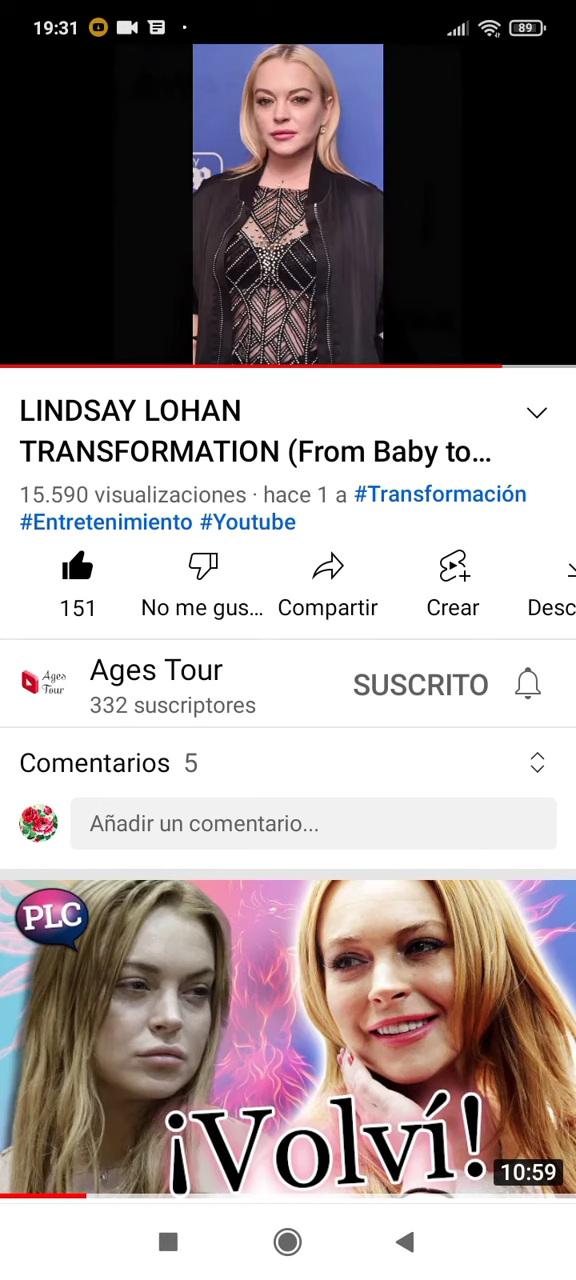 19:31
89
LINDSAY LOHAN
TRANSFORMATION (From Baby to...
15.590 visualizaciones · hace 1 a #Transformación
#Entretenimiento #Youtube
151 No me gus... Compartir Crear Desc
Ages Tour
Ages Tour
332 suscriptores
SUSCRITO
Comentarios 5
Añadir un comentario...
PLC
¡Volví!
10:59